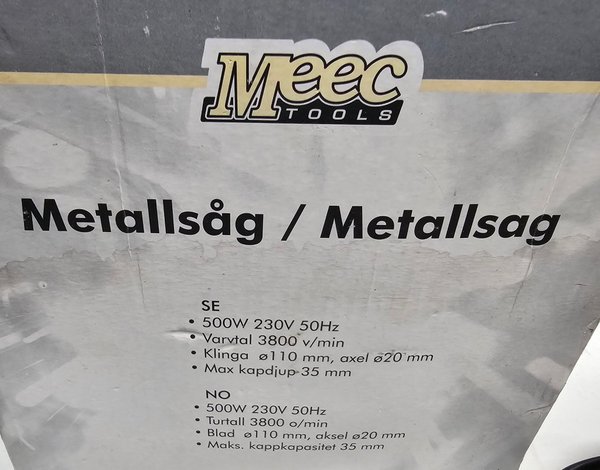 Meec
TOOLS
Metallsåg / Metallsag
SE
• 500W 230V 50Hz
• Varvtal 3800 v/min
• Klinga ø110 mm, axel ø20 mm
• Max kapdjup 35 mm
NO
• 500W 230V 50Hz
• Turtall 3800 o/min
• Blad ø110 mm, aksel ø20 mm
• Maks. kappkapasitet 35 mm